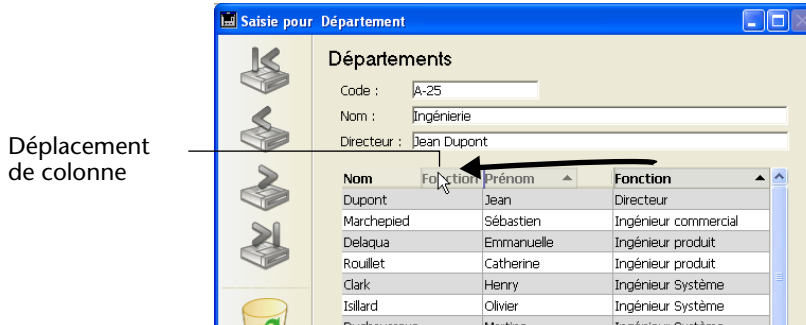 Saisie pour Département
Départements
Code : A-25
Nom : Ingénierie
Directeur : Jean Dupont
Déplacement
de colonne
Nom Fonction Prénom Fonction
Dupont Jean Directeur
Marchepied Sébastien Ingénieur commercial
Delaqua Emmanuelle Ingénieur produit
Rouillet Catherine Ingénieur produit
Clark Henry Ingénieur Système
Isillard Olivier Ingénieur Système